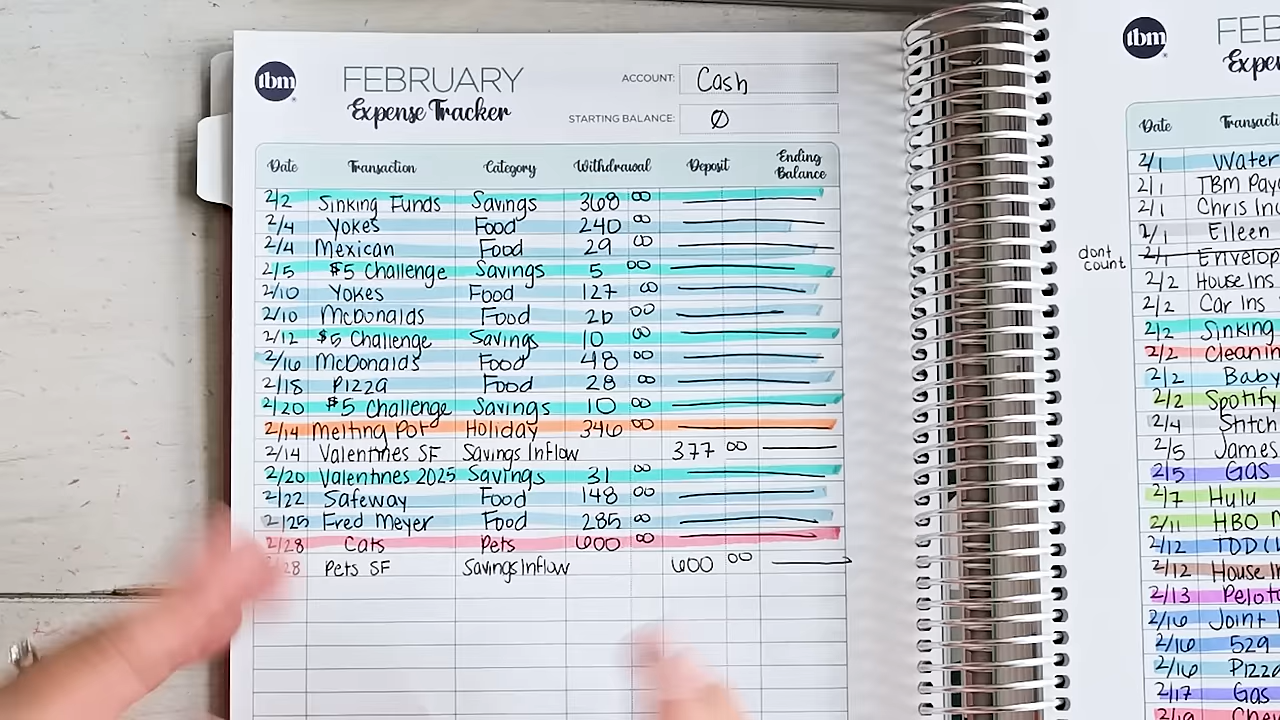 tbm
FEBRUARY
Expense Tracker
ACCOUNT: Cash
STARTING BALANCE: Ø
Date Transaction Category Withdrawal Deposit Ending Balance
2/2 Sinking Funds Savings 368 00
2/4 Yokes Food 240 00
2/4 Mexican Food 29 00
2/5 $5 Challenge Savings 5 00
2/10 Yokes Food 127 00
2/10 McDonalds Food 26 00
2/12 $5 Challenge Savings 10 00
2/16 McDonalds Food 48 00
2/18 Pizza Food 28 00
2/20 $5 Challenge Savings 10 00
2/14 Melting Pot Holiday 346 00
2/14 Valentines SF Savings Inflow 377 00
2/20 Valentines 2025 Savings 31 00
2/22 Safeway Food 148 00
2/25 Fred Meyer Food 285 00
2/28 Cats Pets 600 00
28 Pets SF Savings Inflow 600 00
tbm
FE
Expen
Date Transacti
2/1 Water
2/1 TBM Pay
2/1 Chris In
2/1 Eileen
dont count
2/1 Envelop
2/2 House Ins
2/2 Car Ins
2/2 Sinking
2/2 Cleanin
2/2 Baby
2/2 Spotify
2/4 Stitch
2/5 James
2/5 Gas
2/7 Hulu
2/11 HBO
2/12 TDD
2/12 House In
2/13 Peloto
2/16 Joint
2/16 529
2/16 Pizza
2/17 Gas